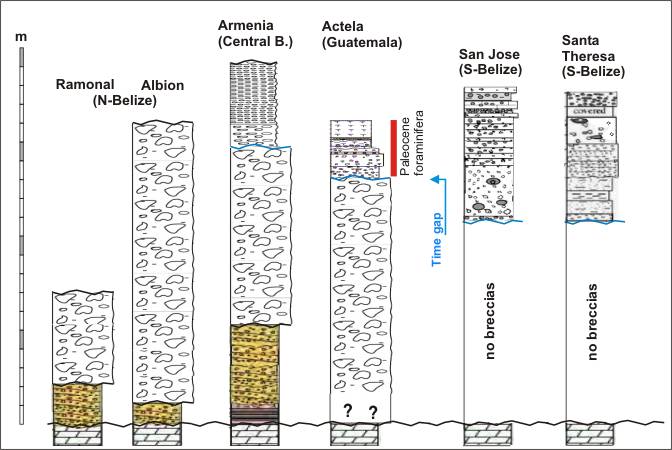 m
Ramonal Albion
(N-Belize)
Armenia
(Central B.)
Actela
(Guatemala)
San Jose
(S-Belize)
Santa
Theresa
(S-Belize)
Paleocene
foraminifera
Time gap
covered
no breccias
no breccias
? ?